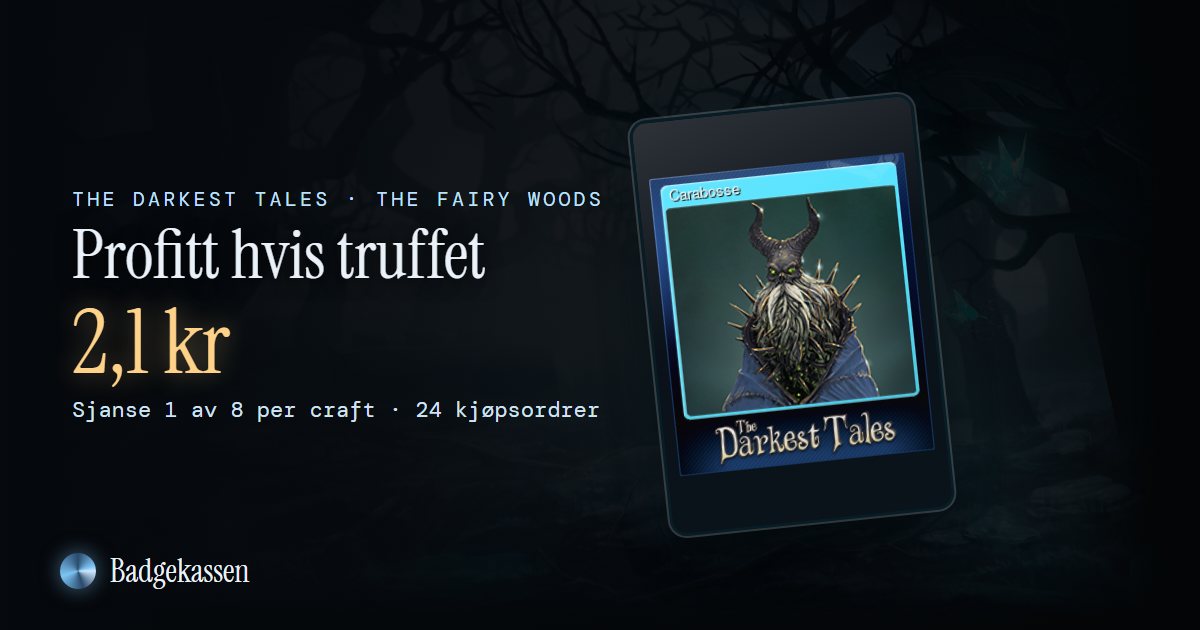 THE DARKEST TALES · THE FAIRY WOODS
Profitt hvis truffet
2,1 kr
Sjanse 1 av 8 per craft · 24 kjøpsordrer
Badgekassen
Carabosse
The
Darkest Tales